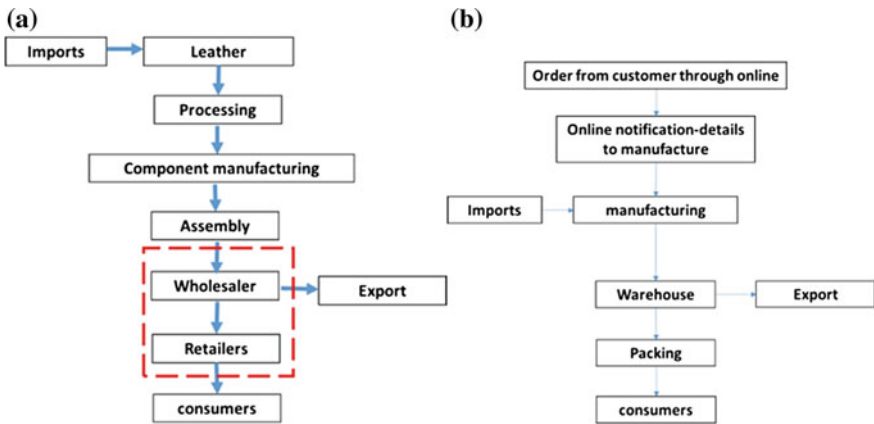 (a)
Imports
Leather
Processing
Component manufacturing
Assembly
Wholesaler
Export
Retailers
consumers
(b)
Order from customer through online
Online notification-details
to manufacture
Imports
manufacturing
Warehouse
Export
Packing
consumers